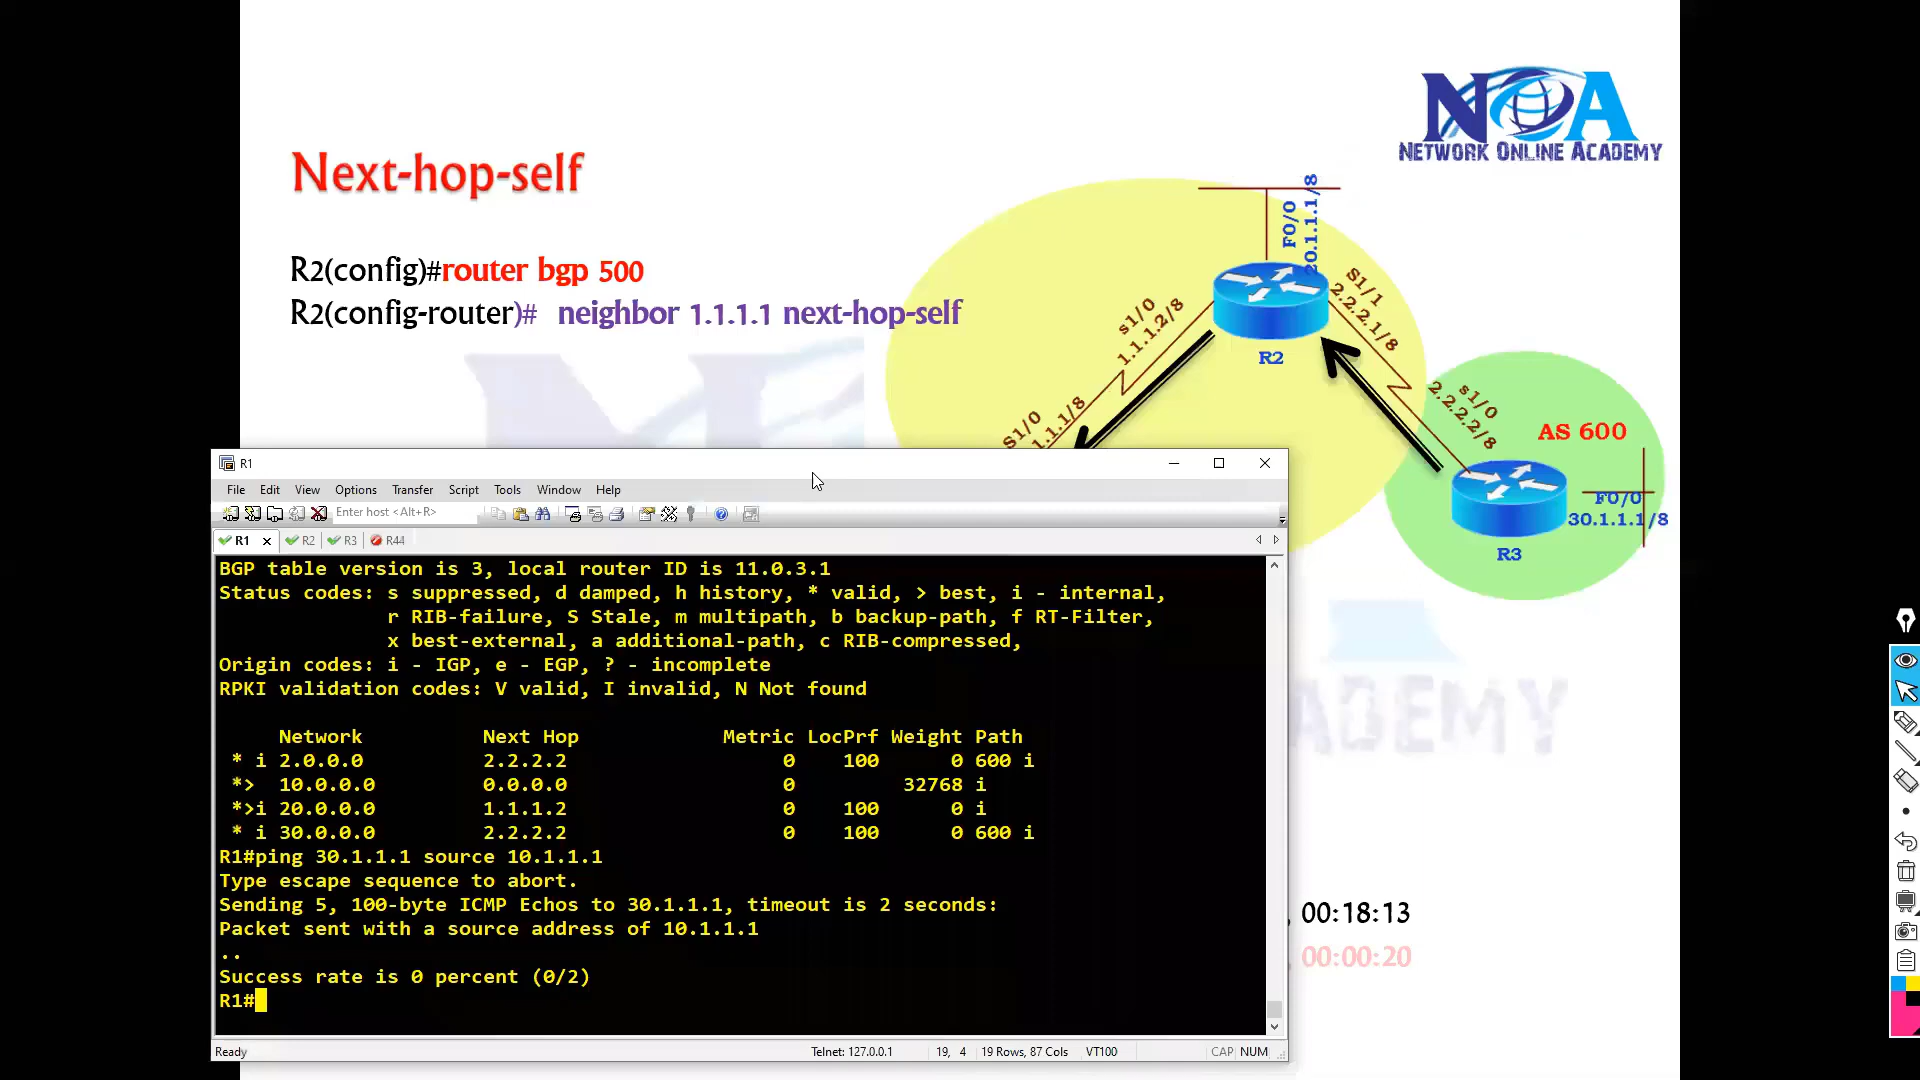 NOA
NETWORK ONLINE ACADEMY
Next-hop-self
R2(config)#router bgp 500
R2(config-router)# neighbor 1.1.1.1 next-hop-self
F0/0
20.1.1.1/8
S1/1
2.2.2.1/8
s1/0
1.1.1.2/8
R2
S1/0
1.1.1/8
s1/0
2.2.2.2/8
AS 600
F0/0
30.1.1.1/8
R3
R1
File Edit View Options Transfer Script Tools Window Help
Enter host <Alt+R>
R1 R2 R3 R44
BGP table version is 3, local router ID is 11.0.3.1
Status codes: s suppressed, d damped, h history, * valid, > best, i - internal,
r RIB-failure, S Stale, m multipath, b backup-path, f RT-Filter,
x best-external, a additional-path, c RIB-compressed,
Origin codes: i - IGP, e - EGP, ? - incomplete
RPKI validation codes: V valid, I invalid, N Not found
Network Next Hop Metric LocPrf Weight Path
* i 2.0.0.0 2.2.2.2 0 100 0 600 i
*> 10.0.0.0 0.0.0.0 0 32768 i
*>i 20.0.0.0 1.1.1.2 0 100 0 i
* i 30.0.0.0 2.2.2.2 0 100 0 600 i
R1#ping 30.1.1.1 source 10.1.1.1
Type escape sequence to abort.
Sending 5, 100-byte ICMP Echos to 30.1.1.1, timeout is 2 seconds:
Packet sent with a source address of 10.1.1.1
..
Success rate is 0 percent (0/2)
R1#
ADEMY
, 00:18:13
, 00:00:20
Ready Telnet: 127.0.0.1 19, 4 19 Rows, 87 Cols VT100 CAP NUM